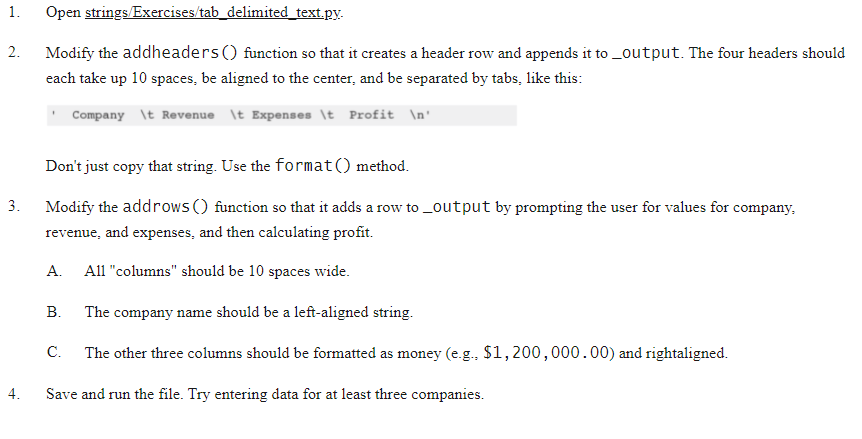 1. Open strings/Exercises/tab_delimited_text.py.
2. Modify the addheaders() function so that it creates a header row and appends it to _output. The four headers should
each take up 10 spaces, be aligned to the center, and be separated by tabs, like this:
' Company \t Revenue \t Expenses \t Profit \n'
Don't just copy that string. Use the format() method.
3. Modify the addrows() function so that it adds a row to _output by prompting the user for values for company,
revenue, and expenses, and then calculating profit.
A. All "columns" should be 10 spaces wide.
B. The company name should be a left-aligned string.
C. The other three columns should be formatted as money (e.g., $1,200,000.00) and rightaligned.
4. Save and run the file. Try entering data for at least three companies.